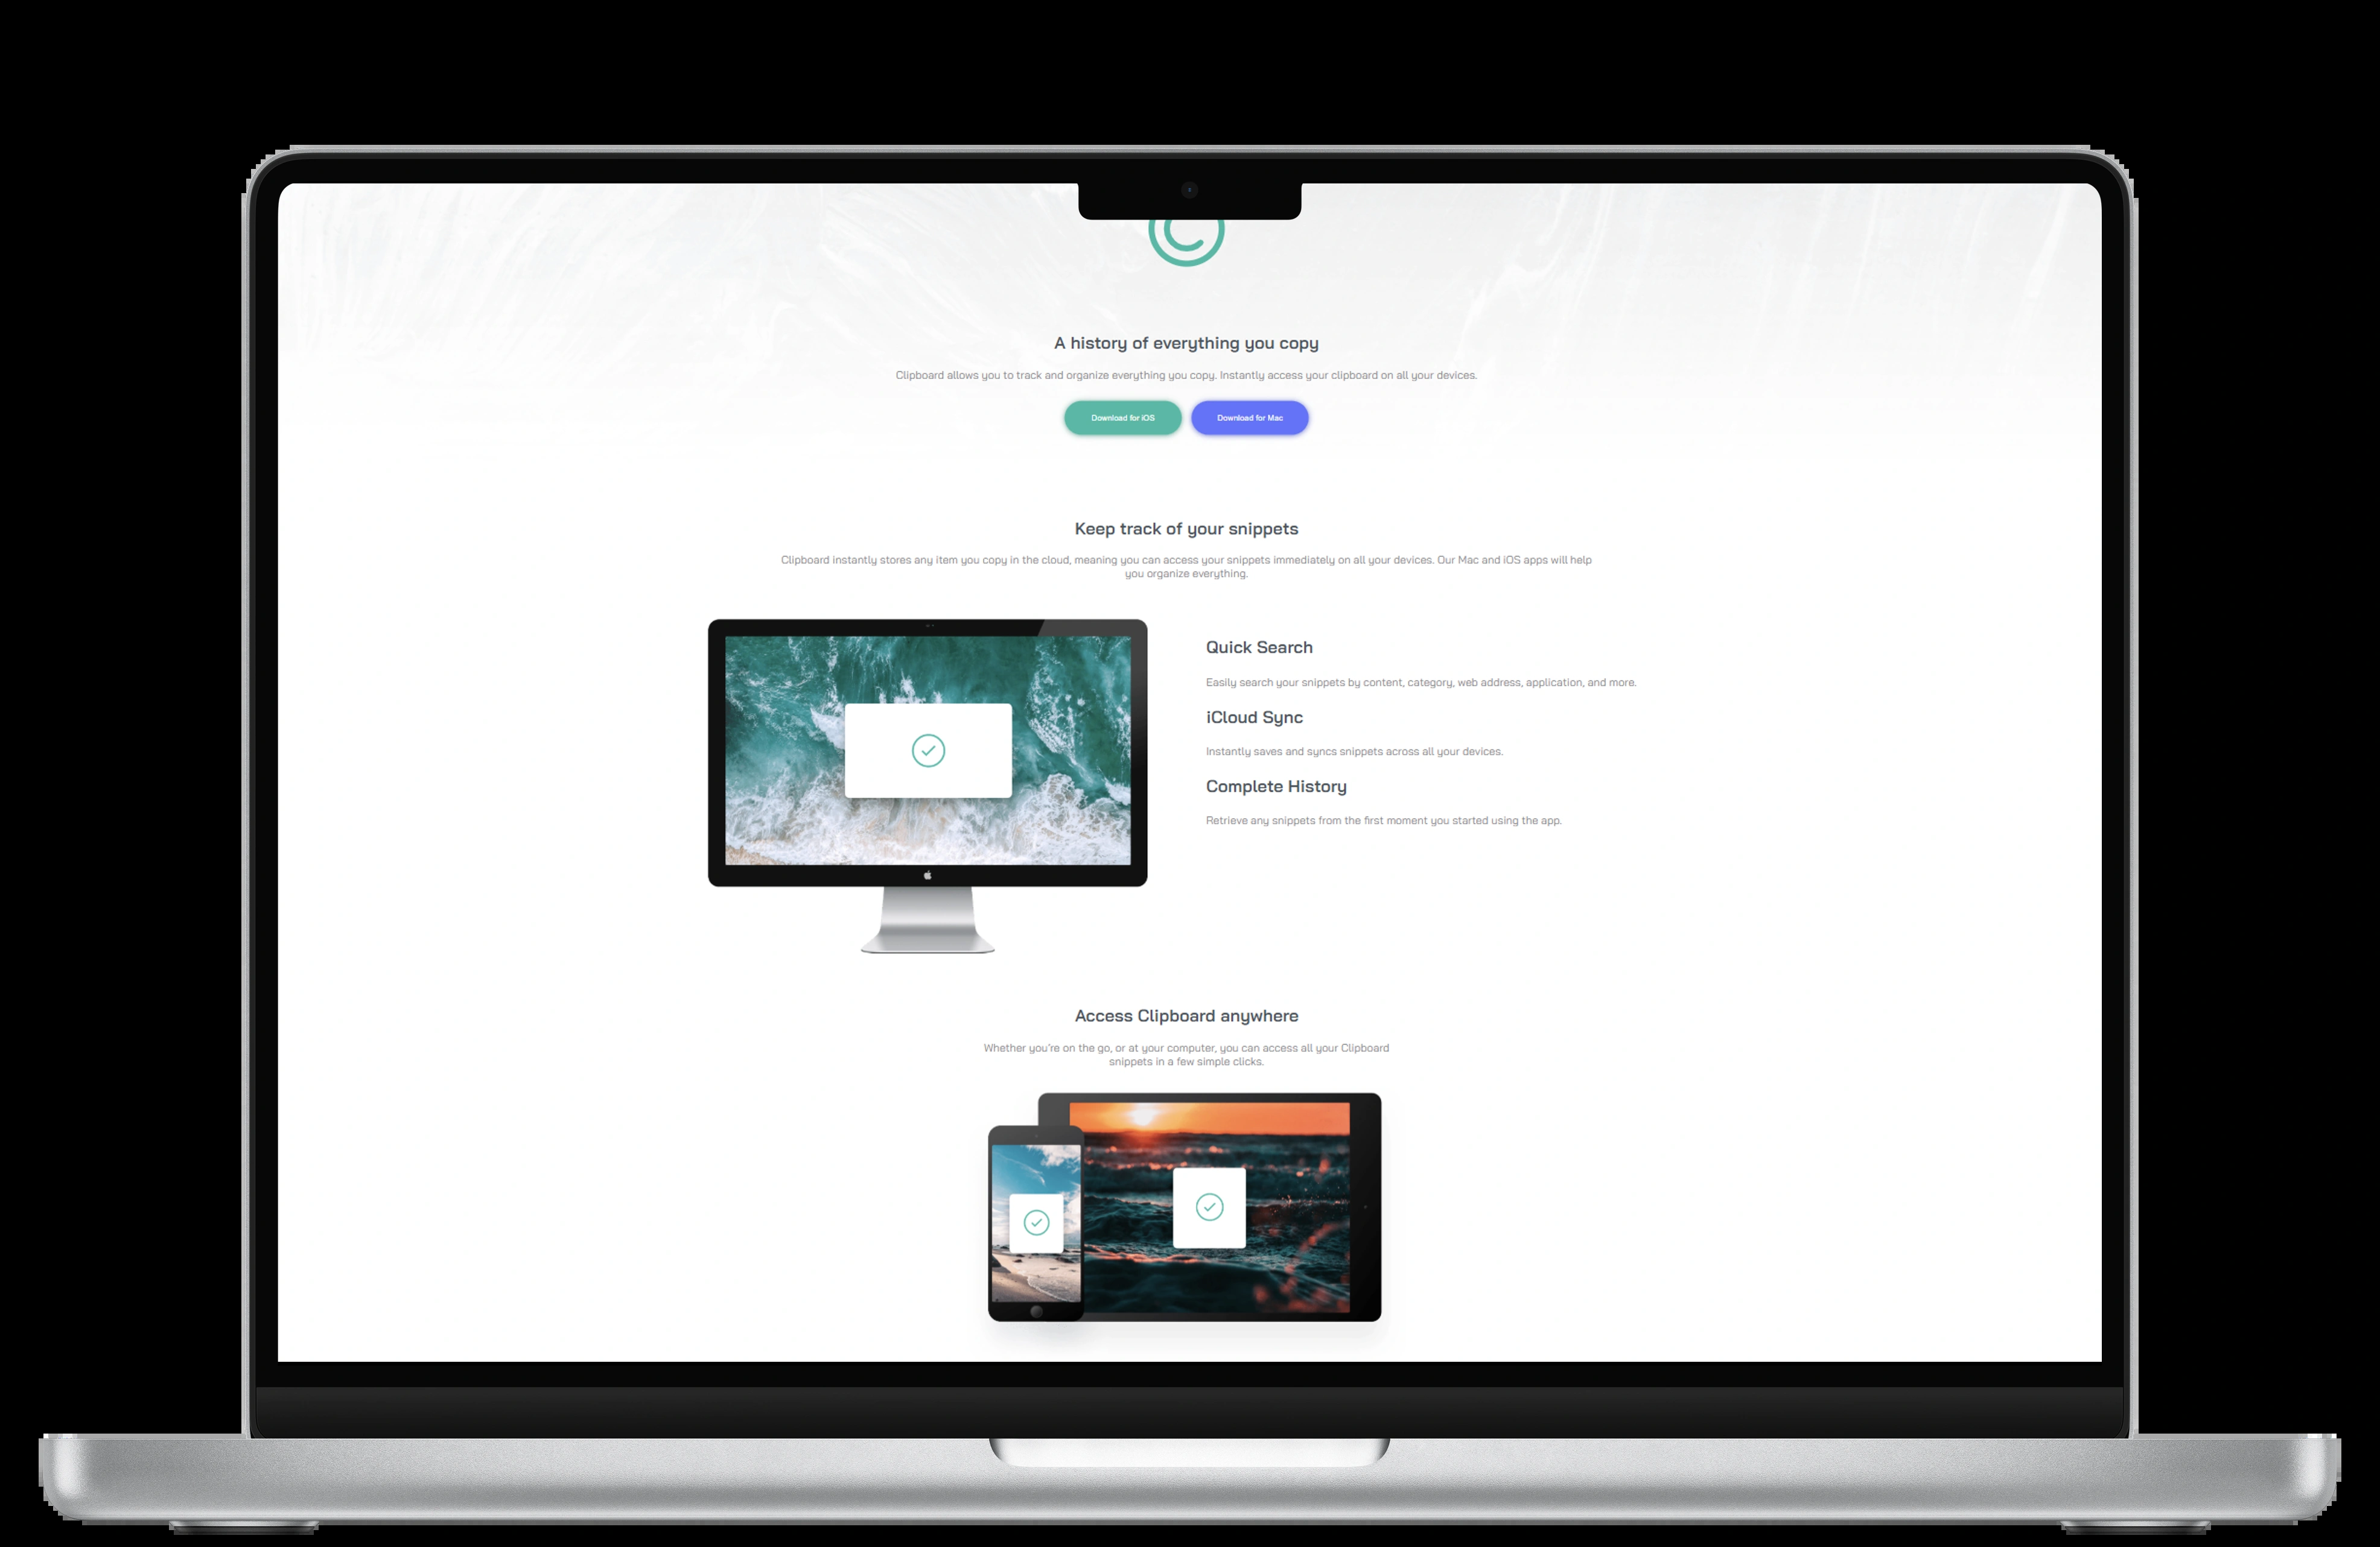 A history of everything you copy
Clipboard allows you to track and organize everything you copy. Instantly access your clipboard on all your devices.
Download for iOS
Download for Mac
Keep track of your snippets
Clipboard instantly stores any item you copy in the cloud, meaning you can access your snippets immediately on all your devices. Our Mac and iOS apps will help
you organize everything.
Quick Search
Easily search your snippets by content, category, web address, application, and more.
iCloud Sync
Instantly saves and syncs snippets across all your devices.
Complete History
Retrieve any snippets from the first moment you started using the app.
Access Clipboard anywhere
Whether you're on the go, or at your computer, you can access all your Clipboard
snippets in a few simple clicks.